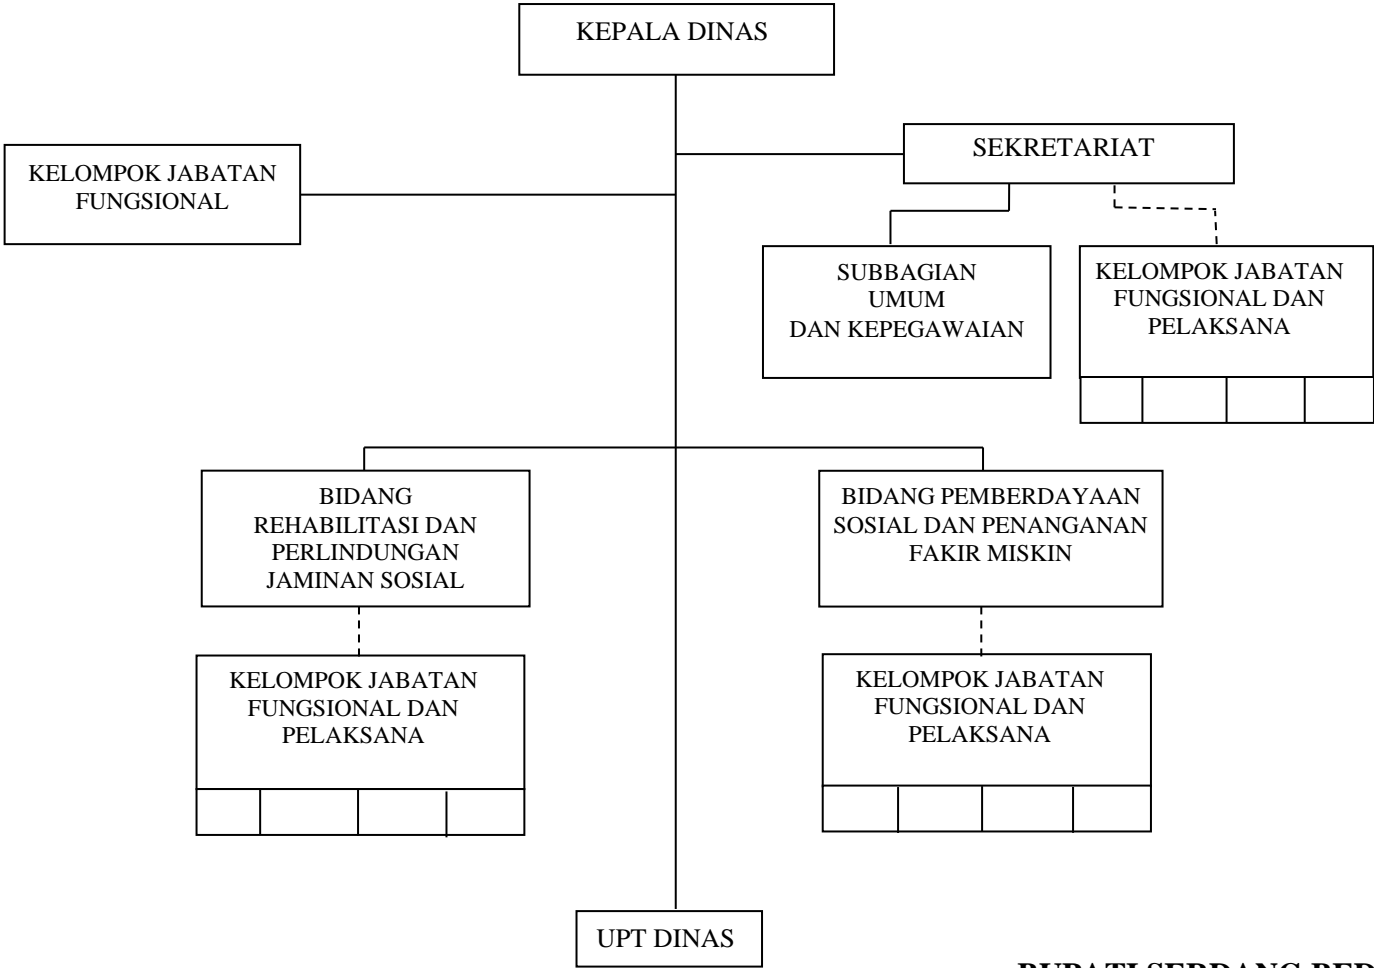 KEPALA DINAS
SEKRETARIAT
KELOMPOK JABATAN
FUNGSIONAL
SUBBAGIAN
UMUM
DAN KEPEGAWAIAN
KELOMPOK JABATAN
FUNGSIONAL DAN
PELAKSANA
BIDANG
REHABILITASI DAN
PERLINDUNGAN
JAMINAN SOSIAL
BIDANG PEMBERDAYAAN
SOSIAL DAN PENANGANAN
FAKIR MISKIN
KELOMPOK JABATAN
FUNGSIONAL DAN
PELAKSANA
KELOMPOK JABATAN
FUNGSIONAL DAN
PELAKSANA
UPT DINAS